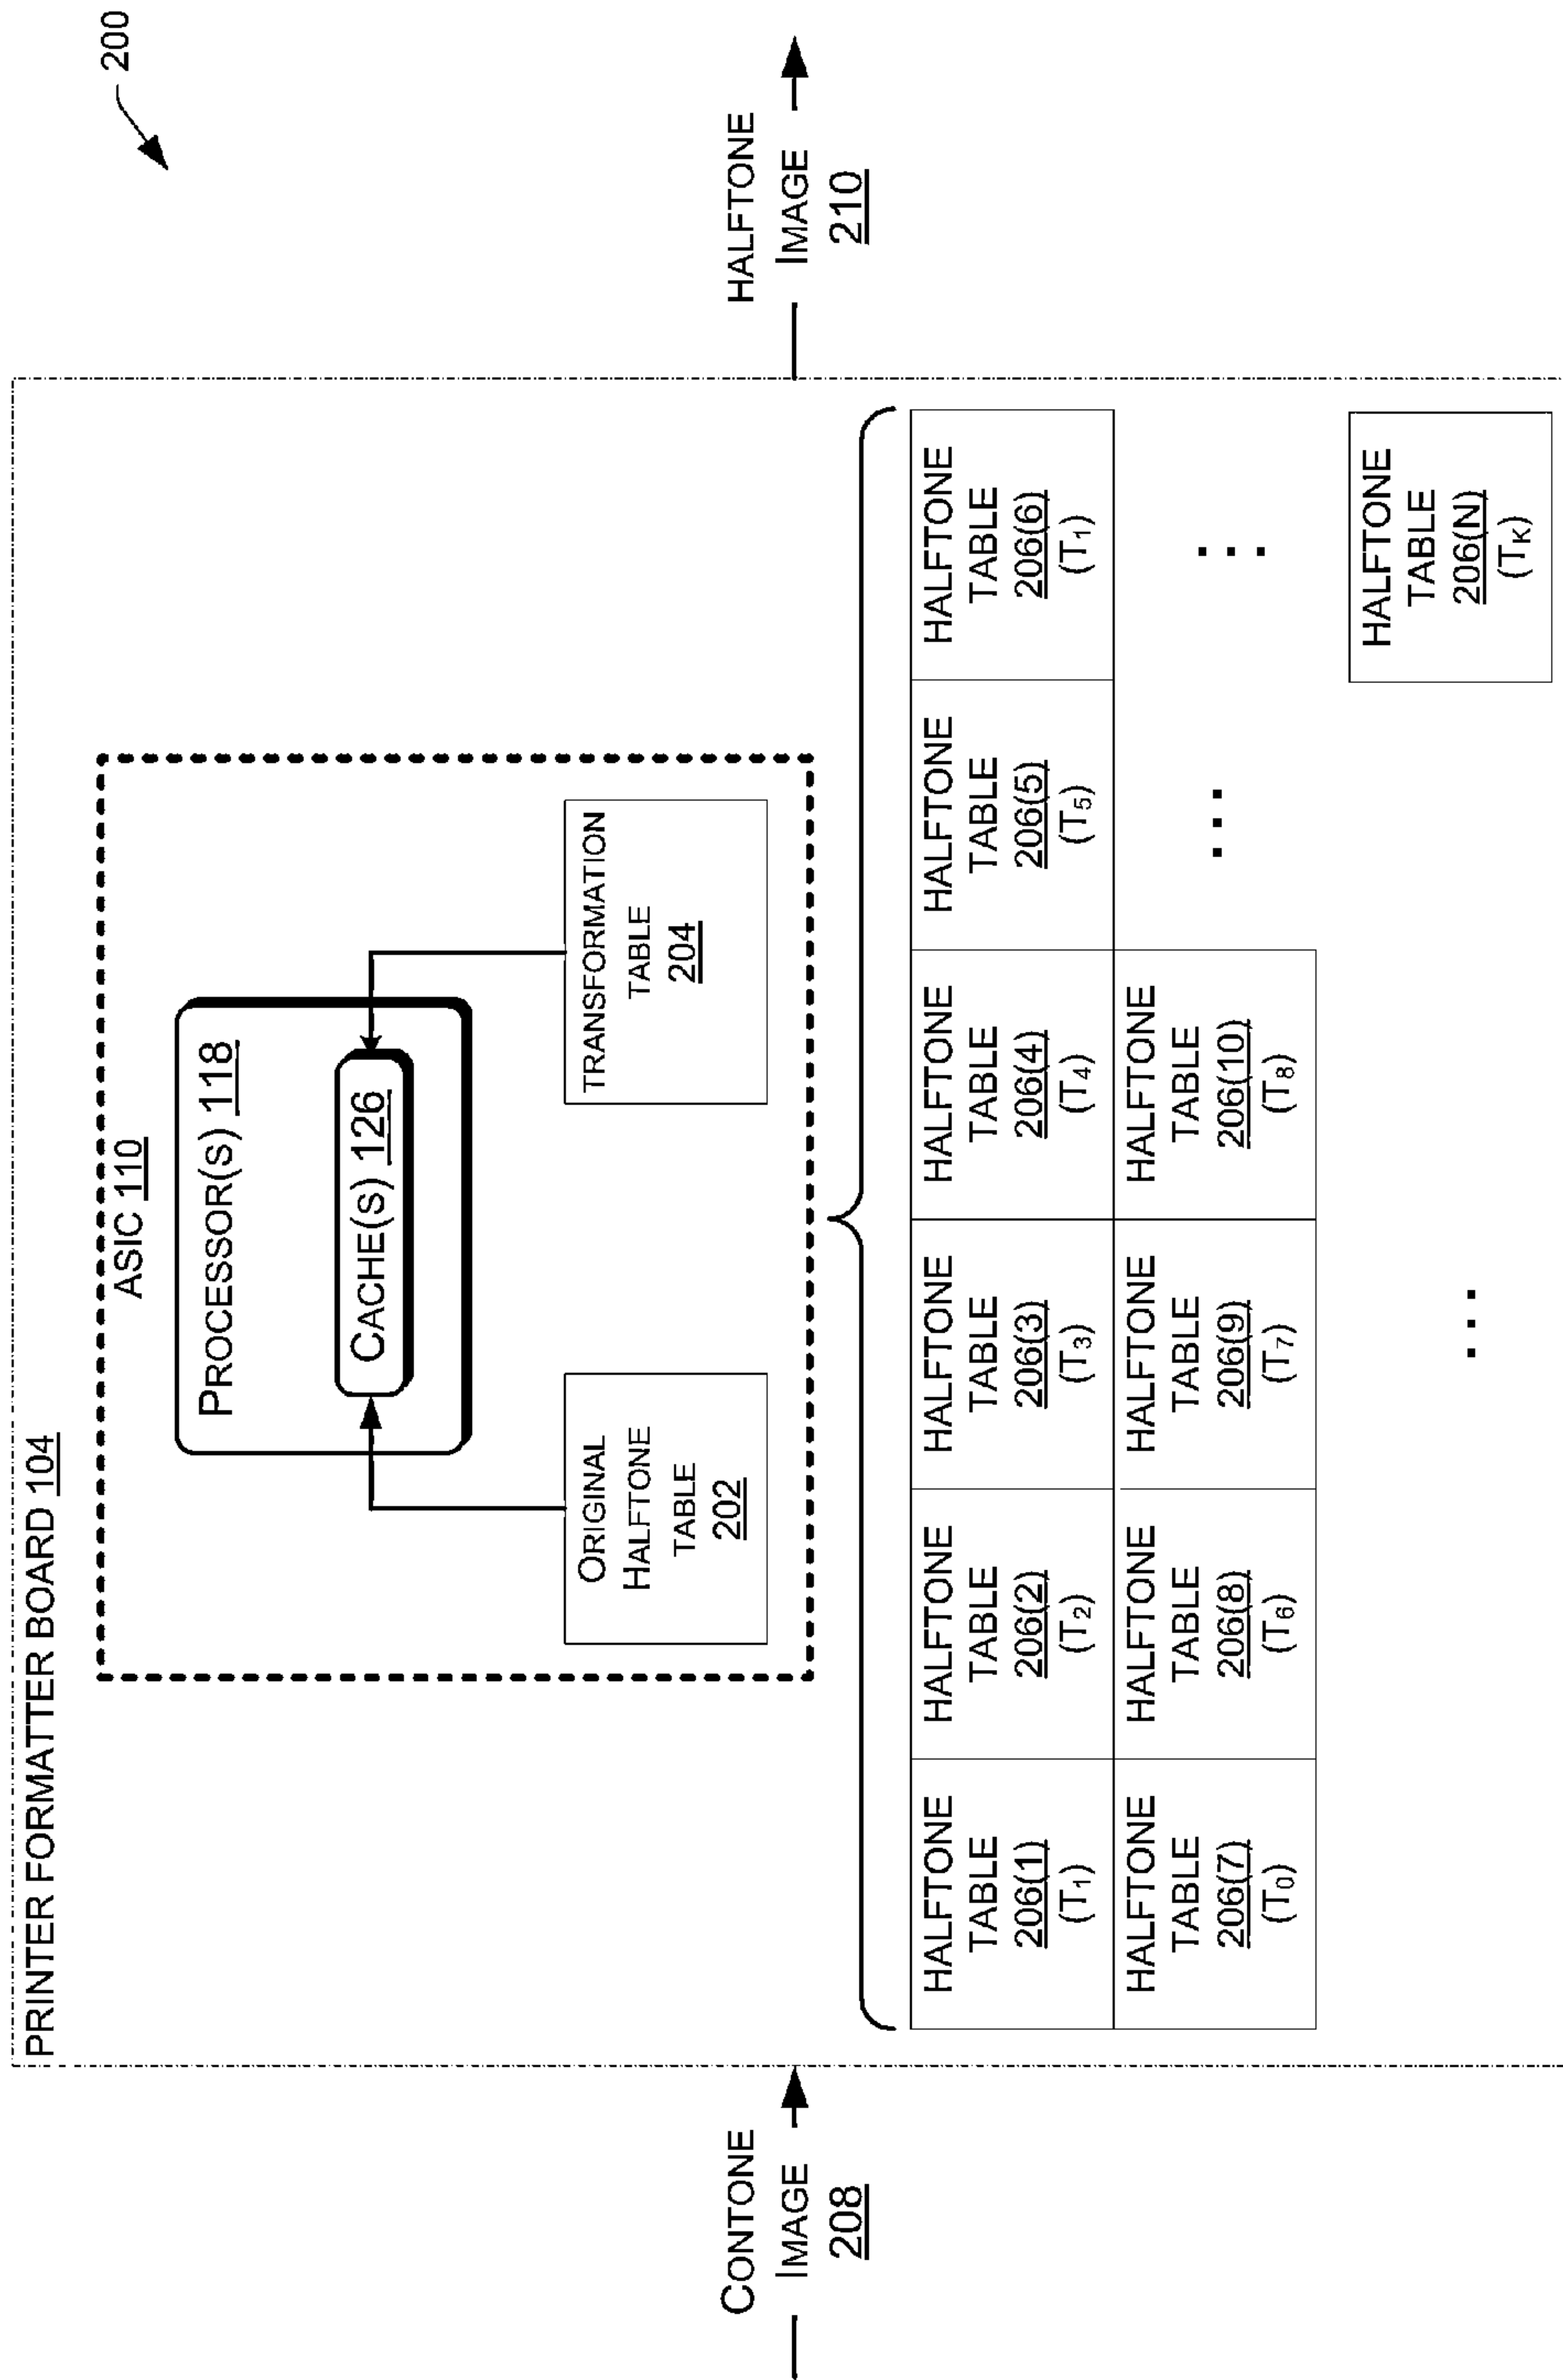 200
PRINTER FORMATTER BOARD 104
ASIC 110
PROCESSOR(S) 118
CACHE(S) 126
ORIGINAL
HALFTONE
TABLE
202
TRANSFORMATION
TABLE
204
CONTONE
IMAGE
208
HALFTONE
IMAGE
210
HALFTONE
TABLE
206(1)
(T1)
HALFTONE
TABLE
206(2)
(T2)
HALFTONE
TABLE
206(3)
(T3)
HALFTONE
TABLE
206(4)
(T4)
HALFTONE
TABLE
206(5)
(T5)
HALFTONE
TABLE
206(6)
(T1)
HALFTONE
TABLE
206(7)
(T0)
HALFTONE
TABLE
206(8)
(T6)
HALFTONE
TABLE
206(9)
(T7)
HALFTONE
TABLE
206(10)
(T8)
...
...
...
HALFTONE
TABLE
206(N)
(TK)